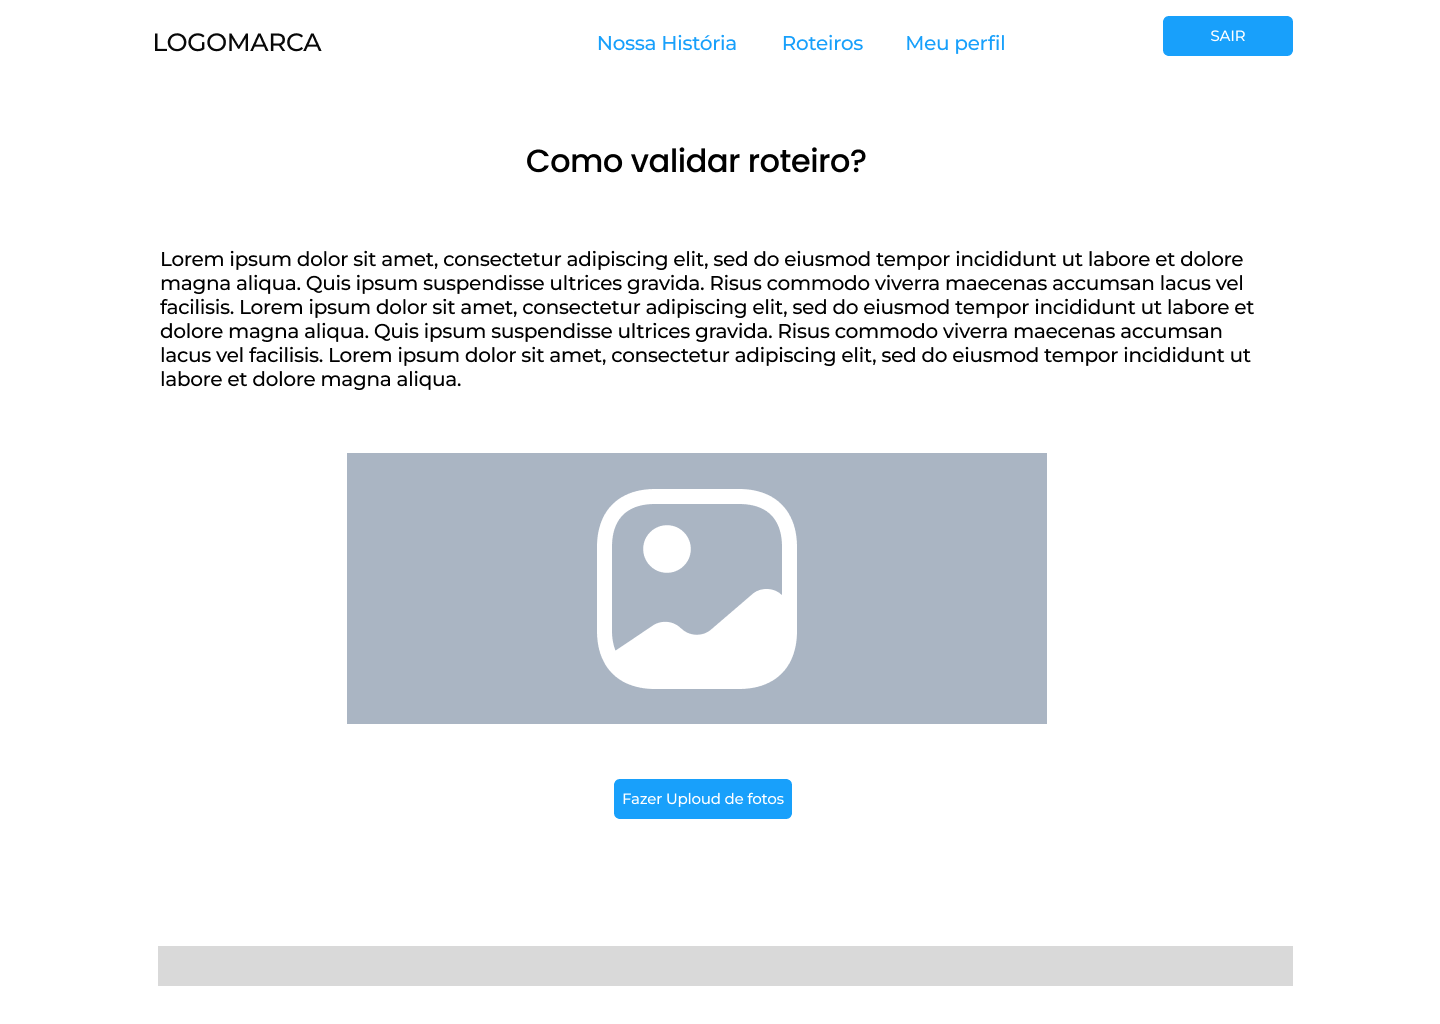 LOGOMARCA
Nossa História
Roteiros
Meu perfil
SAIR
Como validar roteiro?
Lorem ipsum dolor sit amet, consectetur adipiscing elit, sed do eiusmod tempor incididunt ut labore et dolore
magna aliqua. Quis ipsum suspendisse ultrices gravida. Risus commodo viverra maecenas accumsan lacus vel
facilisis. Lorem ipsum dolor sit amet, consectetur adipiscing elit, sed do eiusmod tempor incididunt ut labore et
dolore magna aliqua. Quis ipsum suspendisse ultrices gravida. Risus commodo viverra maecenas accumsan
lacus vel facilisis. Lorem ipsum dolor sit amet, consectetur adipiscing elit, sed do eiusmod tempor incididunt ut
labore et dolore magna aliqua.
Fazer Uploud de fotos